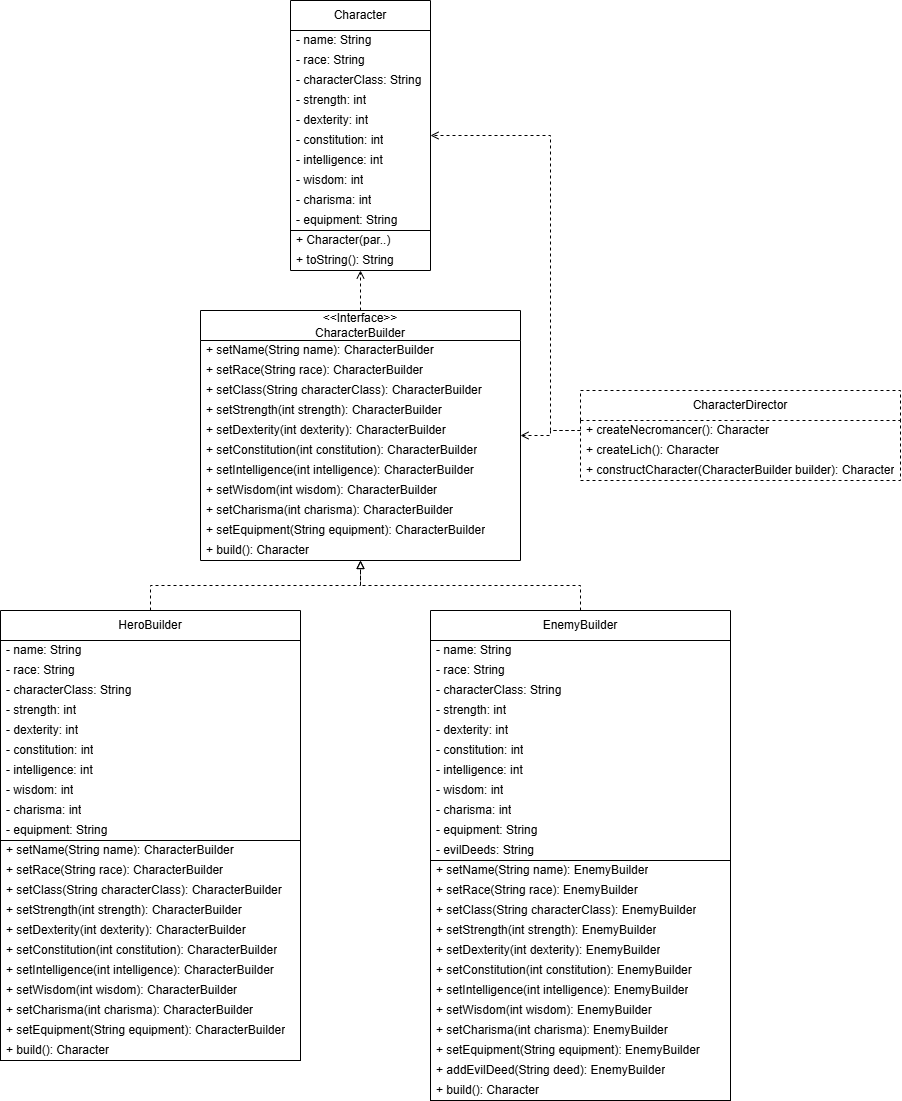 Character
- name: String
- race: String
- characterClass: String
- strength: int
- dexterity: int
- constitution: int
- intelligence: int
- wisdom: int
- charisma: int
- equipment: String
+ Character(par..)
+ toString(): String
<<Interface>>
CharacterBuilder
+ setName(String name): CharacterBuilder
+ setRace(String race): CharacterBuilder
+ setClass(String characterClass): CharacterBuilder
+ setStrength(int strength): CharacterBuilder
+ setDexterity(int dexterity): CharacterBuilder
+ setConstitution(int constitution): CharacterBuilder
+ setIntelligence(int intelligence): CharacterBuilder
+ setWisdom(int wisdom): CharacterBuilder
+ setCharisma(int charisma): CharacterBuilder
+ setEquipment(String equipment): CharacterBuilder
+ build(): Character
CharacterDirector
+ createNecromancer(): Character
+ createLich(): Character
+ constructCharacter(CharacterBuilder builder): Character
HeroBuilder
- name: String
- race: String
- characterClass: String
- strength: int
- dexterity: int
- constitution: int
- intelligence: int
- wisdom: int
- charisma: int
- equipment: String
+ setName(String name): CharacterBuilder
+ setRace(String race): CharacterBuilder
+ setClass(String characterClass): CharacterBuilder
+ setStrength(int strength): CharacterBuilder
+ setDexterity(int dexterity): CharacterBuilder
+ setConstitution(int constitution): CharacterBuilder
+ setIntelligence(int intelligence): CharacterBuilder
+ setWisdom(int wisdom): CharacterBuilder
+ setCharisma(int charisma): CharacterBuilder
+ setEquipment(String equipment): CharacterBuilder
+ build(): Character
EnemyBuilder
- name: String
- race: String
- characterClass: String
- strength: int
- dexterity: int
- constitution: int
- intelligence: int
- wisdom: int
- charisma: int
- equipment: String
- evilDeeds: String
+ setName(String name): EnemyBuilder
+ setRace(String race): EnemyBuilder
+ setClass(String characterClass): EnemyBuilder
+ setStrength(int strength): EnemyBuilder
+ setDexterity(int dexterity): EnemyBuilder
+ setConstitution(int constitution): EnemyBuilder
+ setIntelligence(int intelligence): EnemyBuilder
+ setWisdom(int wisdom): EnemyBuilder
+ setCharisma(int charisma): EnemyBuilder
+ setEquipment(String equipment): EnemyBuilder
+ addEvilDeed(String deed): EnemyBuilder
+ build(): Character